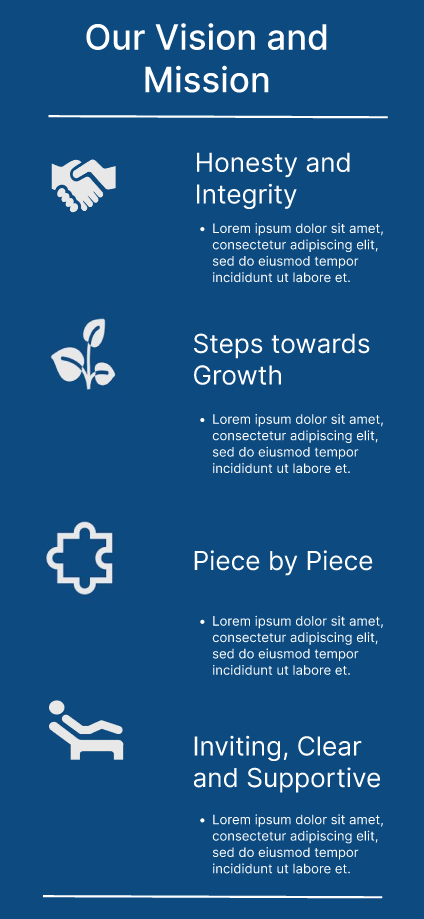 Our Vision and
Mission
Honesty and
Integrity
• Lorem ipsum dolor sit amet,
consectetur adipiscing elit,
sed do eiusmod tempor
incididunt ut labore et.
Steps towards
Growth
• Lorem ipsum dolor sit amet,
consectetur adipiscing elit,
sed do eiusmod tempor
incididunt ut labore et.
Piece by Piece
• Lorem ipsum dolor sit amet,
consectetur adipiscing elit,
sed do eiusmod tempor
incididunt ut labore et.
Inviting, Clear
and Supportive
• Lorem ipsum dolor sit amet,
consectetur adipiscing elit,
sed do eiusmod tempor
incididunt ut labore et.